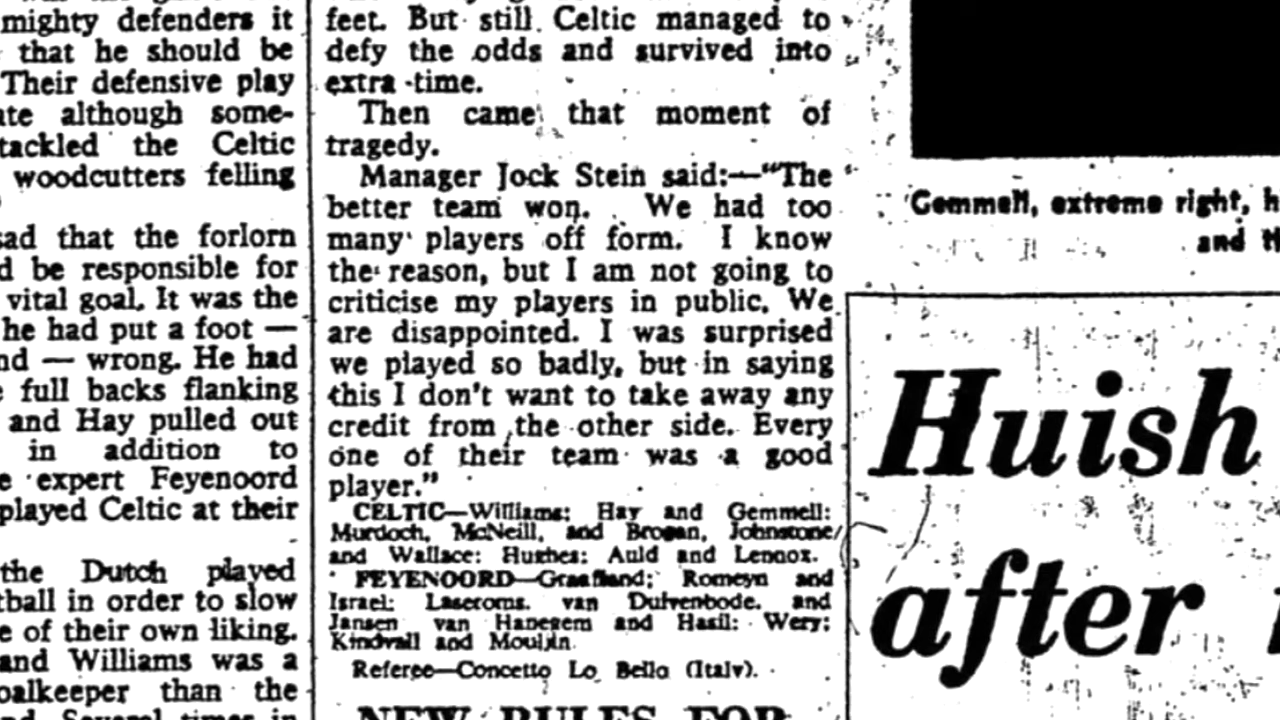 mighty defenders it
that he should be
Their defensive play
although some-
tackled the Celtic
woodcutters felling
sad that the forlorn
be responsible for
vital goal. It was the
he had put a foot —
— wrong. He had
full backs flanking
and Hay pulled out
in addition to
expert Feyenoord
played Celtic at their
the Dutch played
in order to slow
of their own liking.
and Williams was a
than the
Several times in
feet. But still Celtic managed to
defy the odds and survived into
extra-time.
Then came that moment of
tragedy.
Manager Jock Stein said:—"The
better team won. We had too
many players off form. I know
the reason, but I am not going to
criticise my players in public. We
are disappointed. I was surprised
we played so badly, but in saying
this I don't want to take away any
credit from the other side. Every
one of their team was a good
player."
CELTIC—Williams; Hay and Gemmell:
Murdoch, McNeill, and Brogan, Johnstone
and Wallace: Hughes: Auld and Lennox.
FEYENOORD—Graafland; Romeyn and
Israel: Laseroms, van Duivenbode, and
Jansen van Hanegem and Hasil: Wery;
Kindvall and Mouljin.
Referee—Concetto Lo Bello (Italy).
NEW RULES FOR
Gemmell, extreme right,
and
Huish
after